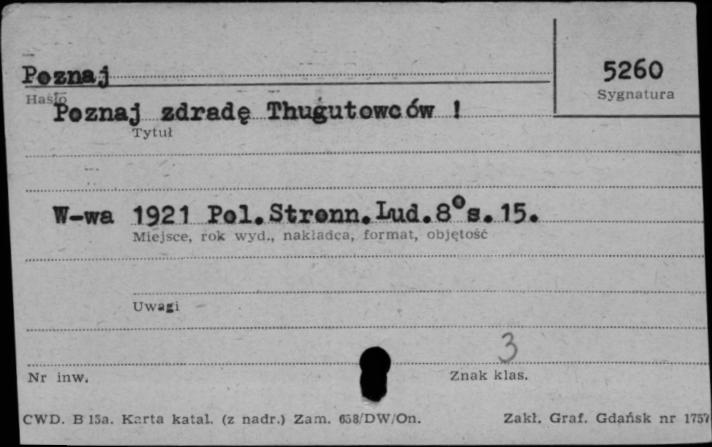 Poznaj
5260
Hasło
Sygnatura
Poznaj zdradę Thugutowców !
Tytuł
W-wa 1921 Pol.Stronn.Lud.8°s.15.
Miejsce, rok wyd., nakładca, format, objętość
Uwagi
3
Nr inw.
Znak klas.
CWD. B 15a. Karta katal. (z nadr.) Zam. 658/DW/On.
Zakł. Graf. Gdańsk nr 1757